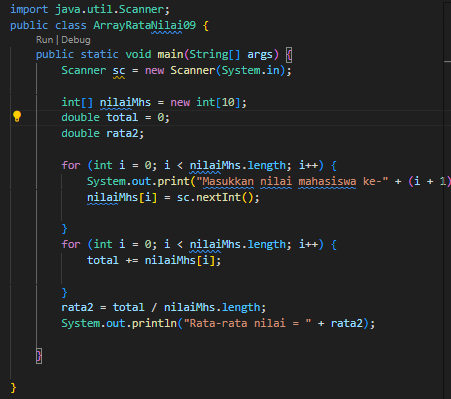 import java.util.Scanner;
public class ArrayRataNilai09 {
Run | Debug
public static void main(String[] args) {
Scanner sc = new Scanner(System.in);
int[] nilaiMhs = new int[10];
double total = 0;
double rata2;
for (int i = 0; i < nilaiMhs.length; i++) {
System.out.print("Masukkan nilai mahasiswa ke-" + (i + 1)
nilaiMhs[i] = sc.nextInt();
}
for (int i = 0; i < nilaiMhs.length; i++) {
total += nilaiMhs[i];
}
rata2 = total / nilaiMhs.length;
System.out.println("Rata-rata nilai = " + rata2);
}
}